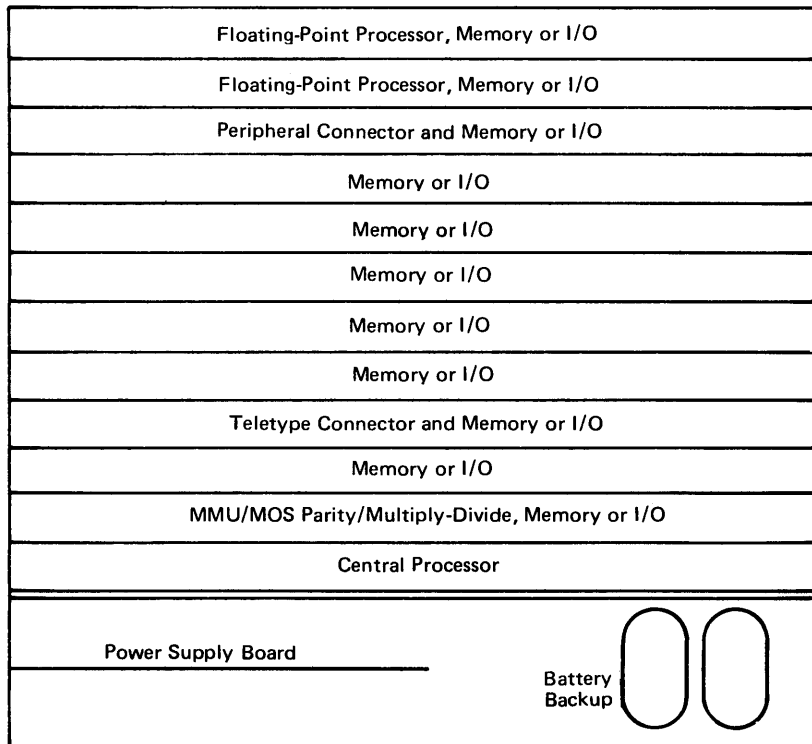 Floating-Point Processor, Memory or I/O
Floating-Point Processor, Memory or I/O
Peripheral Connector and Memory or I/O
Memory or I/O
Memory or I/O
Memory or I/O
Memory or I/O
Memory or I/O
Teletype Connector and Memory or I/O
Memory or I/O
MMU/MOS Parity/Multiply-Divide, Memory or I/O
Central Processor
Power Supply Board
Battery
Backup